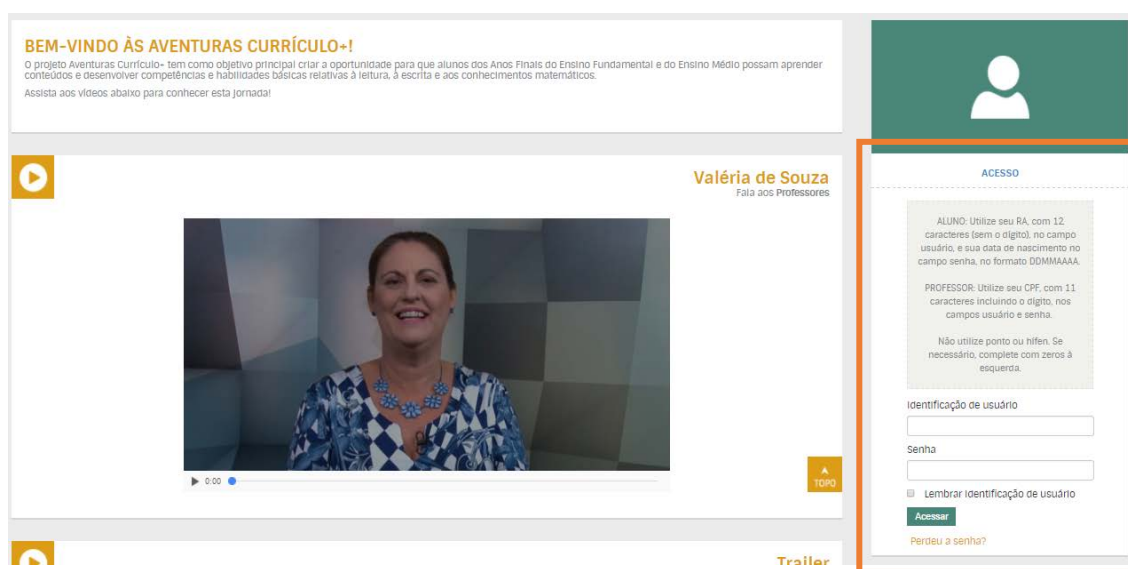 BEM-VINDO ÀS AVENTURAS CURRÍCULO+!
O projeto Aventuras Currículo+ tem como objetivo principal criar a oportunidade para que alunos dos Anos Finais do Ensino Fundamental e do Ensino Médio possam aprender
conteúdos e desenvolver competências e habilidades básicas relativas à leitura, à escrita e aos conhecimentos matemáticos.
Assista aos vídeos abaixo para conhecer esta jornada!
Valéria de Souza
Fala aos Professores
0:00
TOPO
Trailer
ACESSO
ALUNO: Utilize seu RA, com 12
caracteres (sem o dígito), no campo
usuário, e sua data de nascimento no
campo senha, no formato DDMMAAAA.
PROFESSOR: Utilize seu CPF, com 11
caracteres incluindo o dígito, nos
campos usuário e senha.
Não utilize ponto ou hífen. Se
necessário, complete com zeros à
esquerda.
Identificação de usuário
Senha
Lembrar identificação de usuário
Acessar
Perdeu a senha?